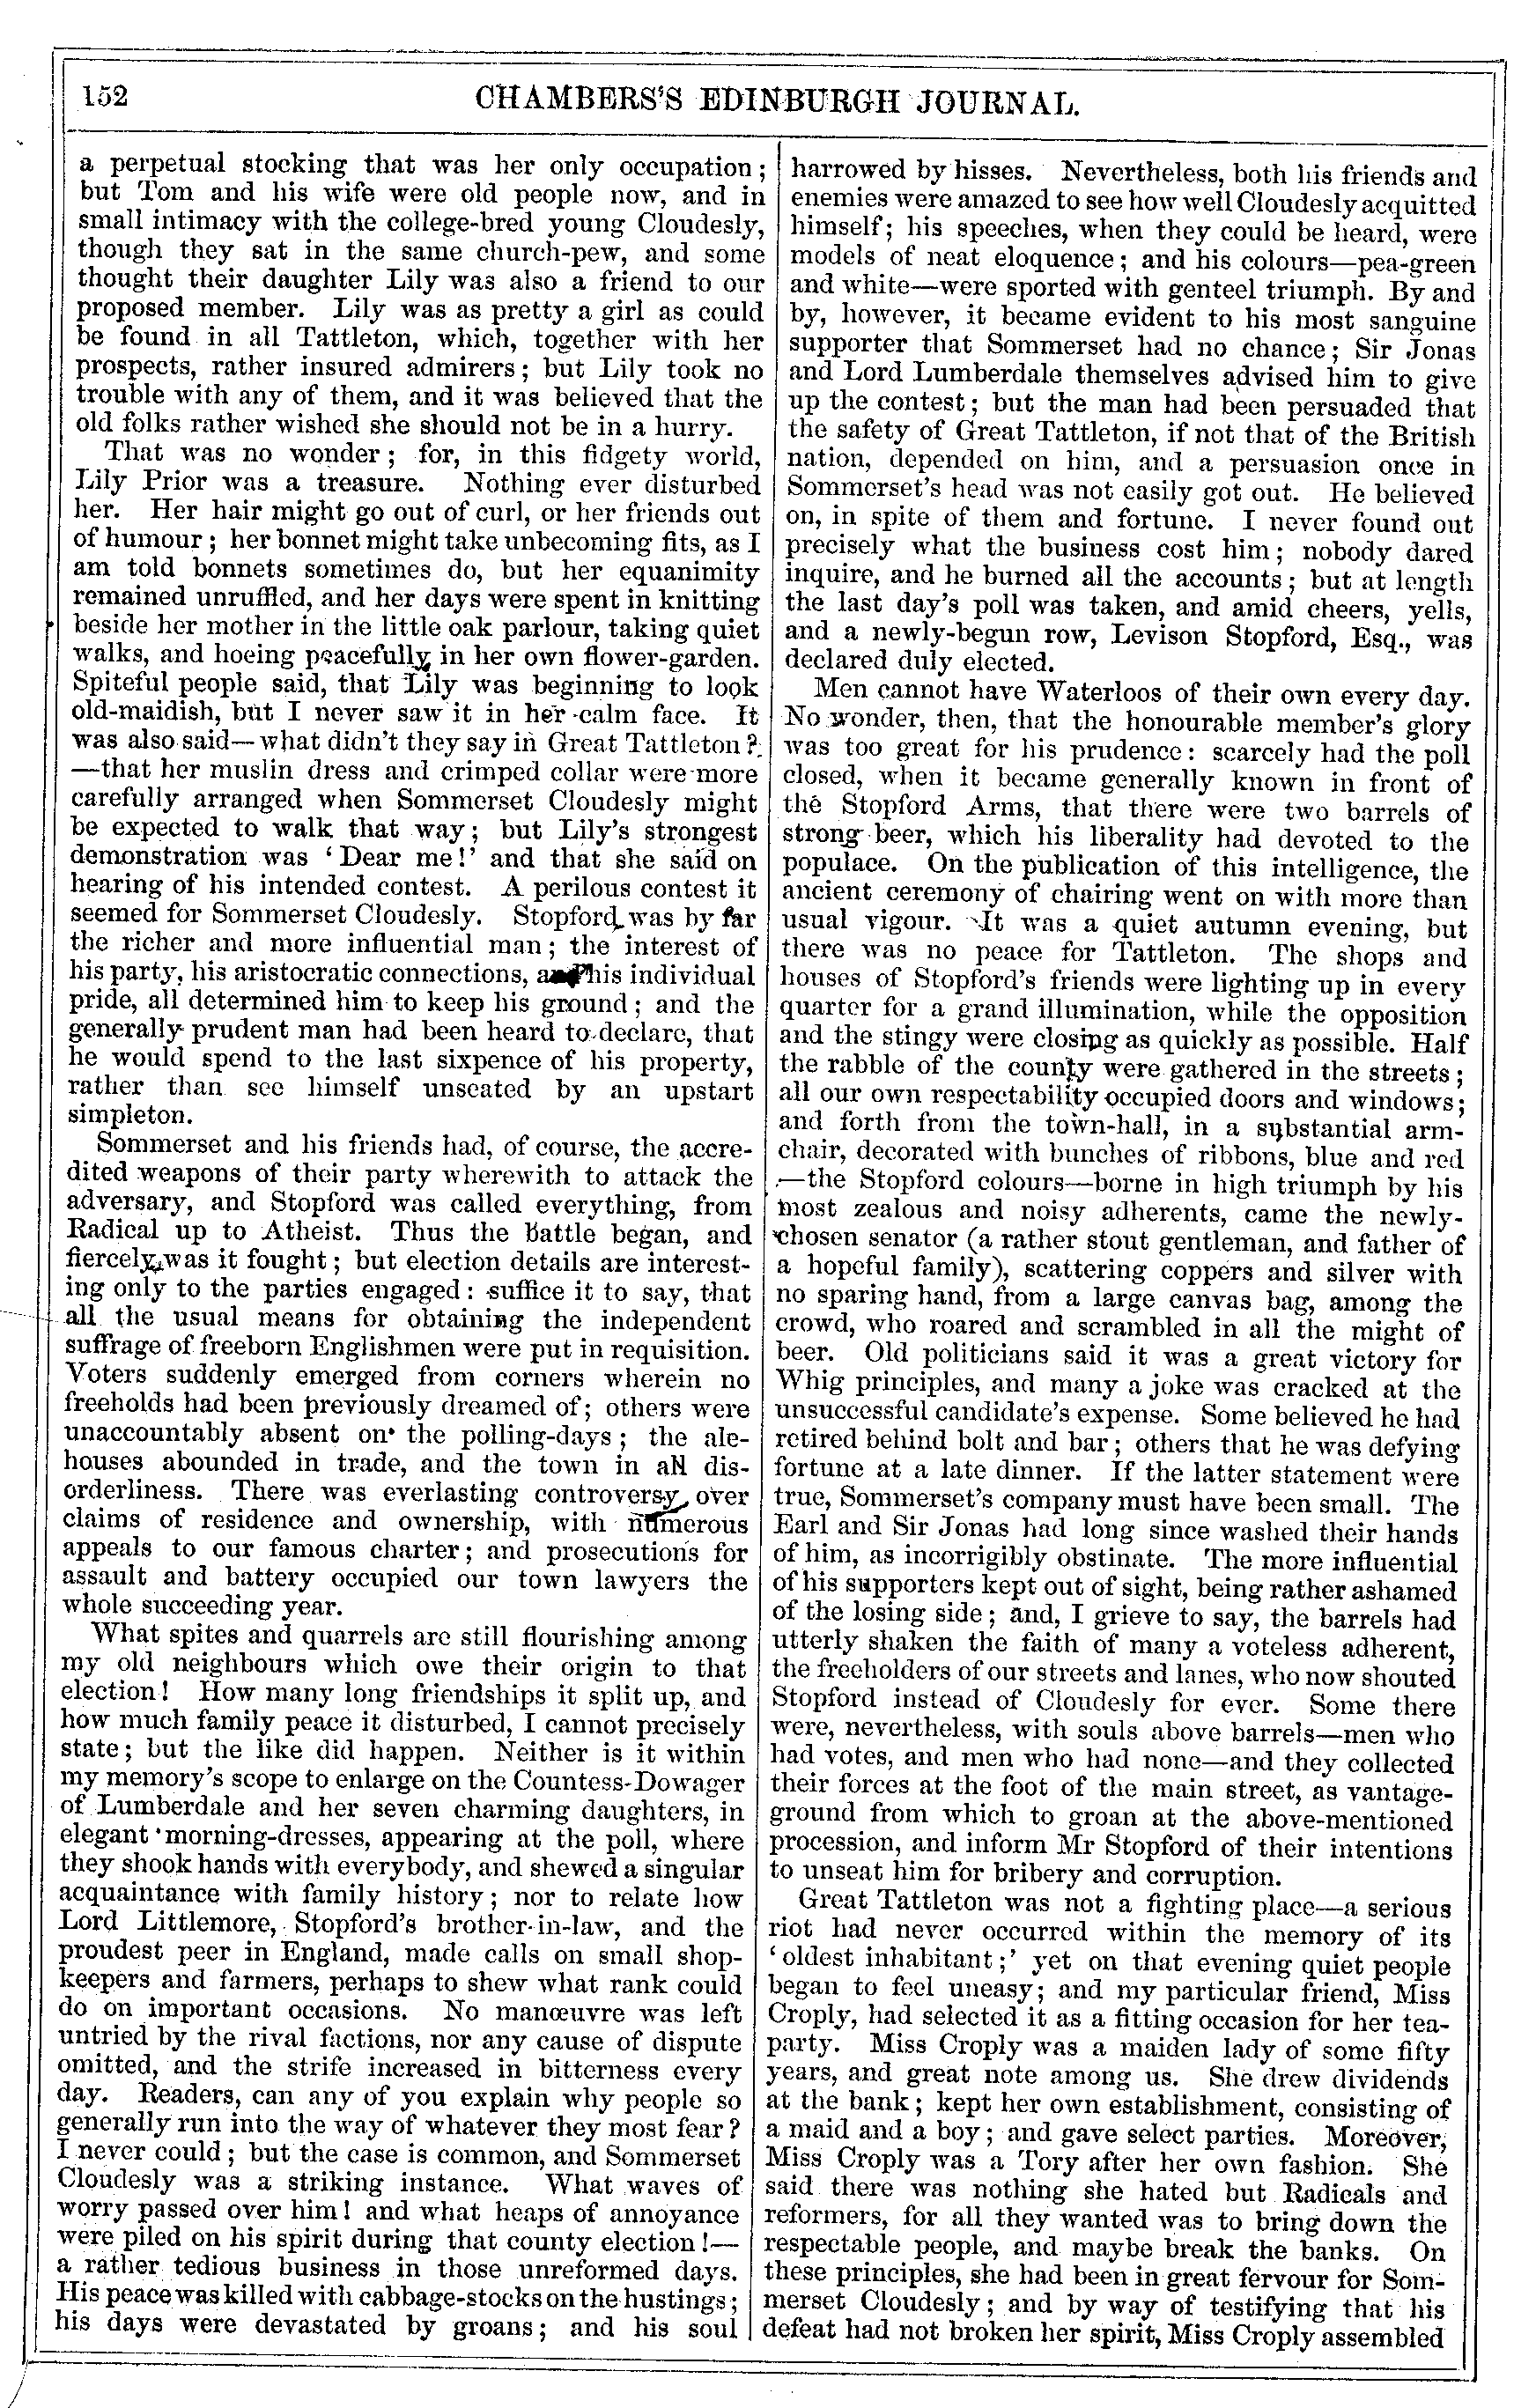 152
CHAMBERS'S EDINBURGH JOURNAL.
a perpetual stocking that was her only occupation;
but Tom and his wife were old people now, and in
small intimacy with the college-bred young Cloudesly,
though they sat in the same church-pew, and some
thought their daughter Lily was also a friend to our
proposed member. Lily was as pretty a girl as could
be found in all Tattleton, which, together with her
prospects, rather insured admirers; but Lily took no
trouble with any of them, and it was believed that the
old folks rather wished she should not be in a hurry.
That was no wonder; for, in this fidgety world,
Lily Prior was a treasure. Nothing ever disturbed
her. Her hair might go out of curl, or her friends out
of humour; her bonnet might take unbecoming fits, as I
am told bonnets sometimes do, but her equanimity
remained unruffled, and her days were spent in knitting
beside her mother in the little oak parlour, taking quiet
walks, and hoeing peacefully in her own flower-garden.
Spiteful people said, that Lily was beginning to look
old-maidish, but I never saw it in her calm face. It
was also said—what didn't they say in Great Tattleton?
—that her muslin dress and crimped collar were more
carefully arranged when Sommerset Cloudesly might
be expected to walk that way; but Lily's strongest
demonstration was 'Dear me!' and that she said on
hearing of his intended contest. A perilous contest it
seemed for Sommerset Cloudesly. Stopford was by far
the richer and more influential man; the interest of
his party, his aristocratic connections, and his individual
pride, all determined him to keep his ground; and the
generally prudent man had been heard to declare, that
he would spend to the last sixpence of his property,
rather than see himself unseated by an upstart
simpleton.
Sommerset and his friends had, of course, the accre-
dited weapons of their party wherewith to attack the
adversary, and Stopford was called everything, from
Radical up to Atheist. Thus the battle began, and
fiercely was it fought; but election details are interest-
ing only to the parties engaged: suffice it to say, that
all the usual means for obtaining the independent
suffrage of freeborn Englishmen were put in requisition.
Voters suddenly emerged from corners wherein no
freeholds had been previously dreamed of; others were
unaccountably absent on the polling-days; the ale-
houses abounded in trade, and the town in all dis-
orderliness. There was everlasting controversy over
claims of residence and ownership, with numerous
appeals to our famous charter; and prosecutions for
assault and battery occupied our town lawyers the
whole succeeding year.
What spites and quarrels are still flourishing among
my old neighbours which owe their origin to that
election! How many long friendships it split up, and
how much family peace it disturbed, I cannot precisely
state; but the like did happen. Neither is it within
my memory's scope to enlarge on the Countess-Dowager
of Lumberdale and her seven charming daughters, in
elegant morning-dresses, appearing at the poll, where
they shook hands with everybody, and shewed a singular
acquaintance with family history; nor to relate how
Lord Littlemore, Stopford's brother-in-law, and the
proudest peer in England, made calls on small shop-
keepers and farmers, perhaps to shew what rank could
do on important occasions. No manœuvre was left
untried by the rival factions, nor any cause of dispute
omitted, and the strife increased in bitterness every
day. Readers, can any of you explain why people so
generally run into the way of whatever they most fear?
I never could; but the case is common, and Sommerset
Cloudesly was a striking instance. What waves of
worry passed over him! and what heaps of annoyance
were piled on his spirit during that county election!—
a rather tedious business in those unreformed days.
His peace was killed with cabbage-stocks on the hustings;
his days were devastated by groans; and his soul
harrowed by hisses. Nevertheless, both his friends and
enemies were amazed to see how well Cloudesly acquitted
himself; his speeches, when they could be heard, were
models of neat eloquence; and his colours—pea-green
and white—were sported with genteel triumph. By and
by, however, it became evident to his most sanguine
supporter that Sommerset had no chance; Sir Jonas
and Lord Lumberdale themselves advised him to give
up the contest; but the man had been persuaded that
the safety of Great Tattleton, if not that of the British
nation, depended on him, and a persuasion once in
Sommerset's head was not easily got out. He believed
on, in spite of them and fortune. I never found out
precisely what the business cost him; nobody dared
inquire, and he burned all the accounts; but at length
the last day's poll was taken, and amid cheers, yells,
and a newly-begun row, Levison Stopford, Esq., was
declared duly elected.
Men cannot have Waterloos of their own every day.
No wonder, then, that the honourable member's glory
was too great for his prudence: scarcely had the poll
closed, when it became generally known in front of
the Stopford Arms, that there were two barrels of
strong beer, which his liberality had devoted to the
populace. On the publication of this intelligence, the
ancient ceremony of chairing went on with more than
usual vigour. It was a quiet autumn evening, but
there was no peace for Tattleton. The shops and
houses of Stopford's friends were lighting up in every
quarter for a grand illumination, while the opposition
and the stingy were closing as quickly as possible. Half
the rabble of the county were gathered in the streets;
all our own respectability occupied doors and windows;
and forth from the town-hall, in a substantial arm-
chair, decorated with bunches of ribbons, blue and red
—the Stopford colours—borne in high triumph by his
most zealous and noisy adherents, came the newly-
chosen senator (a rather stout gentleman, and father of
a hopeful family), scattering coppers and silver with
no sparing hand, from a large canvas bag, among the
crowd, who roared and scrambled in all the might of
beer. Old politicians said it was a great victory for
Whig principles, and many a joke was cracked at the
unsuccessful candidate's expense. Some believed he had
retired behind bolt and bar; others that he was defying
fortune at a late dinner. If the latter statement were
true, Sommerset's company must have been small. The
Earl and Sir Jonas had long since washed their hands
of him, as incorrigibly obstinate. The more influential
of his supporters kept out of sight, being rather ashamed
of the losing side; and, I grieve to say, the barrels had
utterly shaken the faith of many a voteless adherent,
the freeholders of our streets and lanes, who now shouted
Stopford instead of Cloudesly for ever. Some there
were, nevertheless, with souls above barrels—men who
had votes, and men who had none—and they collected
their forces at the foot of the main street, as vantage-
ground from which to groan at the above-mentioned
procession, and inform Mr Stopford of their intentions
to unseat him for bribery and corruption.
Great Tattleton was not a fighting place—a serious
riot had never occurred within the memory of its
'oldest inhabitant;' yet on that evening quiet people
began to feel uneasy; and my particular friend, Miss
Croply, had selected it as a fitting occasion for her tea-
party. Miss Croply was a maiden lady of some fifty
years, and great note among us. She drew dividends
at the bank; kept her own establishment, consisting of
a maid and a boy; and gave select parties. Moreover,
Miss Croply was a Tory after her own fashion. She
said there was nothing she hated but Radicals and
reformers, for all they wanted was to bring down the
respectable people, and maybe break the banks. On
these principles, she had been in great fervour for Som-
merset Cloudesly; and by way of testifying that his
defeat had not broken her spirit, Miss Croply assembled